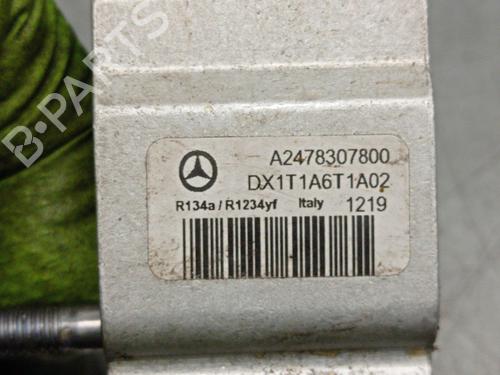 A2478307800
DX1T1A6T1A02
R134a / R1234yf Italy 1219
B-PARTS